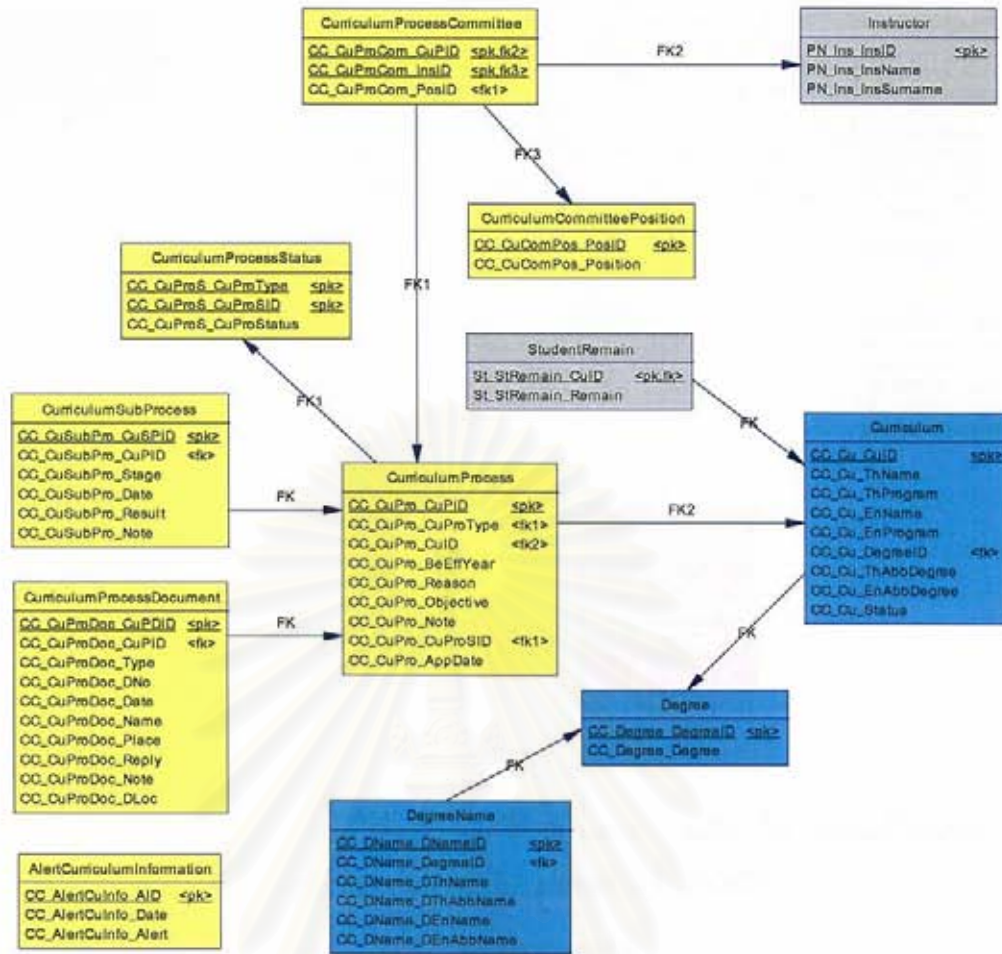 CurriculumProcessCommittee
CC_CuProCom_CuPID <pk,fk2>
CC_CuProCom_InsID <pk,fk3>
CC_CuProCom_PosID <fk1>
FK2
Instructor
PN_Ins_InsID <pk>
PN_Ins_InsName
PN_Ins_InsSurname
FK3
CurriculumCommitteePosition
CC_CuComPos_PosID <pk>
CC_CuComPos_Position
CurriculumProcessStatus
CC_CuProS_CuProType <pk>
CC_CuProS_CuProSID <pk>
CC_CuProS_CuProStatus
FK1
StudentRemain
St_StRemain_CuID <pk,fk>
St_StRemain_Remain
FK1
FK
CurriculumSubProcess
CC_CuSubPro_CuSPID <pk>
CC_CuSubPro_CuPID <fk>
CC_CuSubPro_Stage
CC_CuSubPro_Date
CC_CuSubPro_Result
CC_CuSubPro_Note
FK
CurriculumProcess
CC_CuPro_CuPID <pk>
CC_CuPro_CuProType <fk1>
CC_CuPro_CuID <fk2>
CC_CuPro_BeEffYear
CC_CuPro_Reason
CC_CuPro_Objective
CC_CuPro_Note
CC_CuPro_CuProSID <fk1>
CC_CuPro_AppDate
FK2
Curriculum
CC_Cu_CuID <pk>
CC_Cu_ThName
CC_Cu_ThProgram
CC_Cu_EnName
CC_Cu_EnProgram
CC_Cu_DegreeID <fk>
CC_Cu_ThAbbDegree
CC_Cu_EnAbbDegree
CC_Cu_Status
CurriculumProcessDocument
CC_CuProDoc_CuPDID <pk>
CC_CuProDoc_CuPID <fk>
CC_CuProDoc_Type
CC_CuProDoc_DNo
CC_CuProDoc_Date
CC_CuProDoc_Name
CC_CuProDoc_Place
CC_CuProDoc_Reply
CC_CuProDoc_Note
CC_CuProDoc_DLoc
FK
FK
Degree
CC_Degree_DegreeID <pk>
CC_Degree_Degree
FK
DegreeName
CC_DName_DNameID <pk>
CC_DName_DegreeID <fk>
CC_DName_DThName
CC_DName_DThAbbName
CC_DName_DEnName
CC_DName_DEnAbbName
AlertCurriculumInformation
CC_AlertCuInfo_AID <pk>
CC_AlertCuInfo_Date
CC_AlertCuInfo_Alert